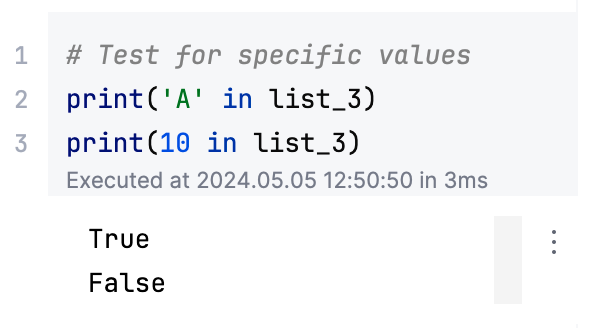 1 # Test for specific values
2 print('A' in list_3)
3 print(10 in list_3)
Executed at 2024.05.05 12:50:50 in 3ms
True
False